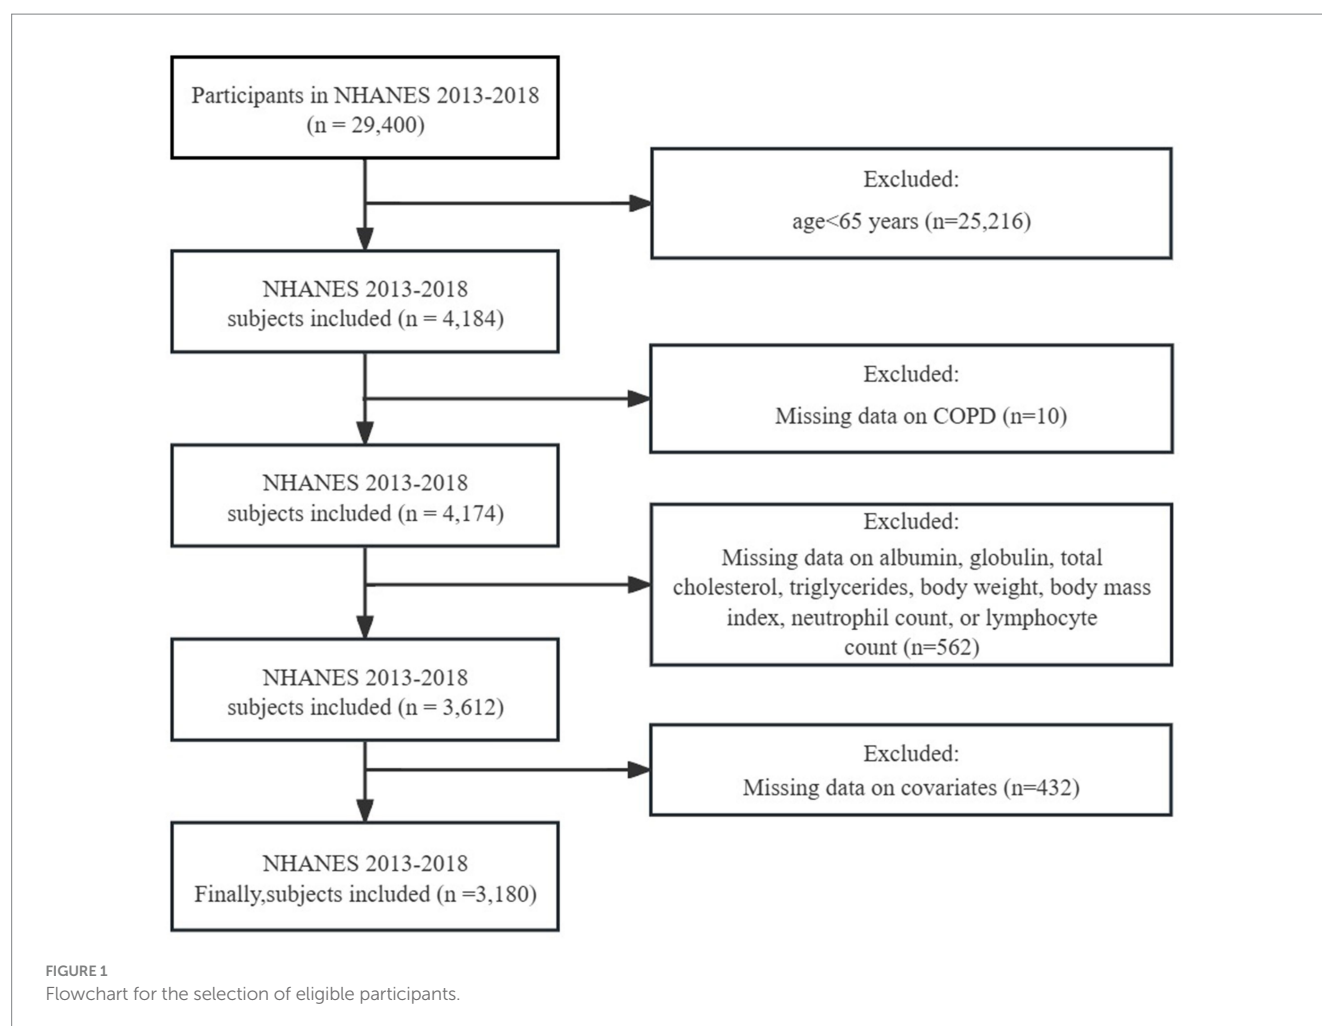 Participants in NHANES 2013-2018
(n = 29,400)
Excluded:
age<65 years (n=25,216)
NHANES 2013-2018
subjects included (n = 4,184)
Excluded:
Missing data on COPD (n=10)
NHANES 2013-2018
subjects included (n = 4,174)
Excluded:
Missing data on albumin, globulin, total
cholesterol, triglycerides, body weight, body mass
index, neutrophil count, or lymphocyte
count (n=562)
NHANES 2013-2018
subjects included (n = 3,612)
Excluded:
Missing data on covariates (n=432)
NHANES 2013-2018
Finally,subjects included (n =3,180)
FIGURE 1
Flowchart for the selection of eligible participants.